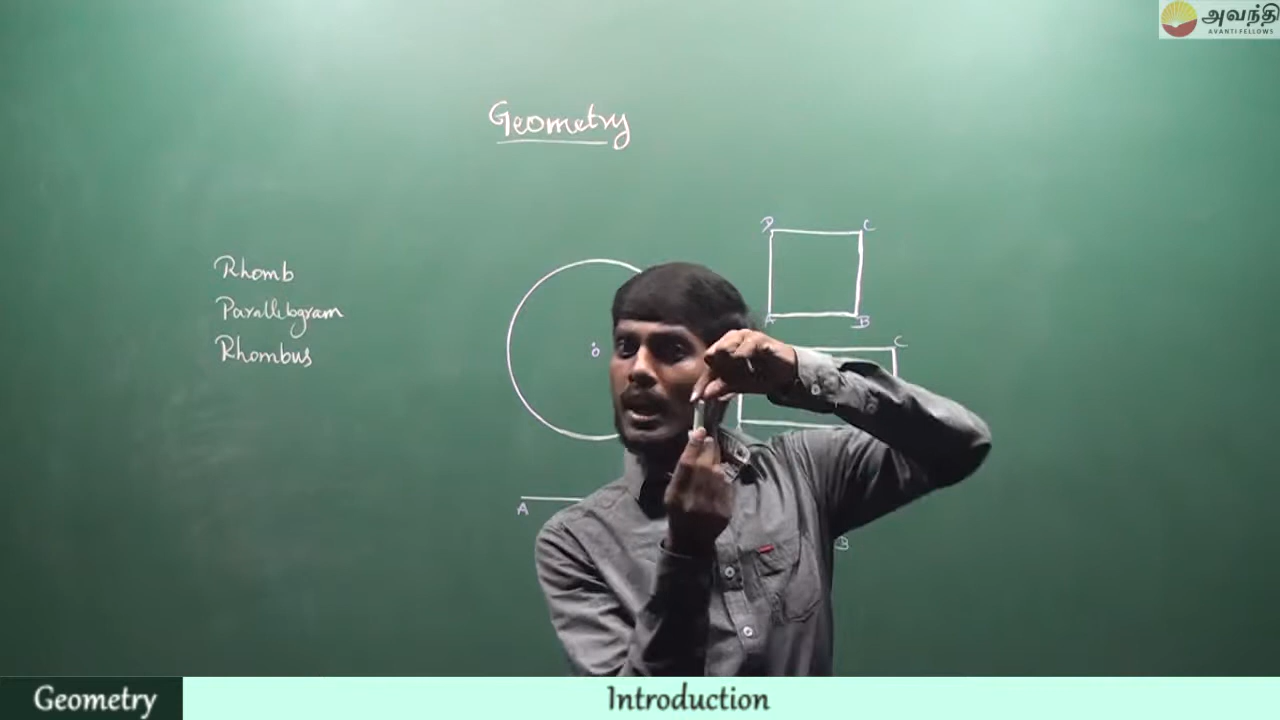 அவந்தி
AVANTI FELLOWS
Geometry
Rhomb
Parallelogram
Rhombus
D C
A B
C
O
A
B
Geometry
Introduction